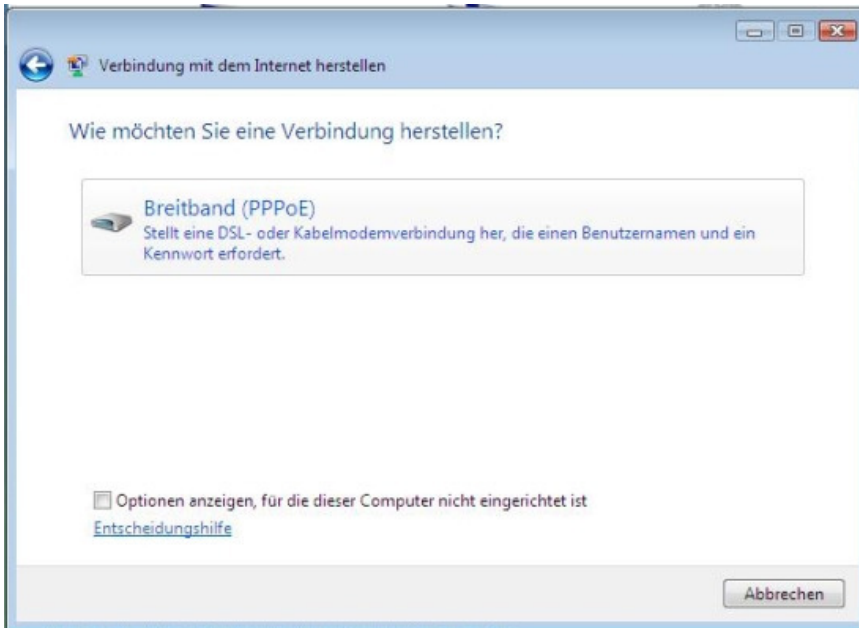 Verbindung mit dem Internet herstellen
Wie möchten Sie eine Verbindung herstellen?
Breitband (PPPoE)
Stellt eine DSL- oder Kabelmodemverbindung her, die einen Benutzernamen und ein
Kennwort erfordert.
Optionen anzeigen, für die dieser Computer nicht eingerichtet ist
Entscheidungshilfe
Abbrechen